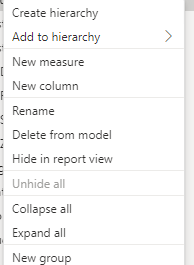 Create hierarchy
Add to hierarchy
New measure
New column
Rename
Delete from model
Hide in report view
Unhide all
Collapse all
Expand all
New group